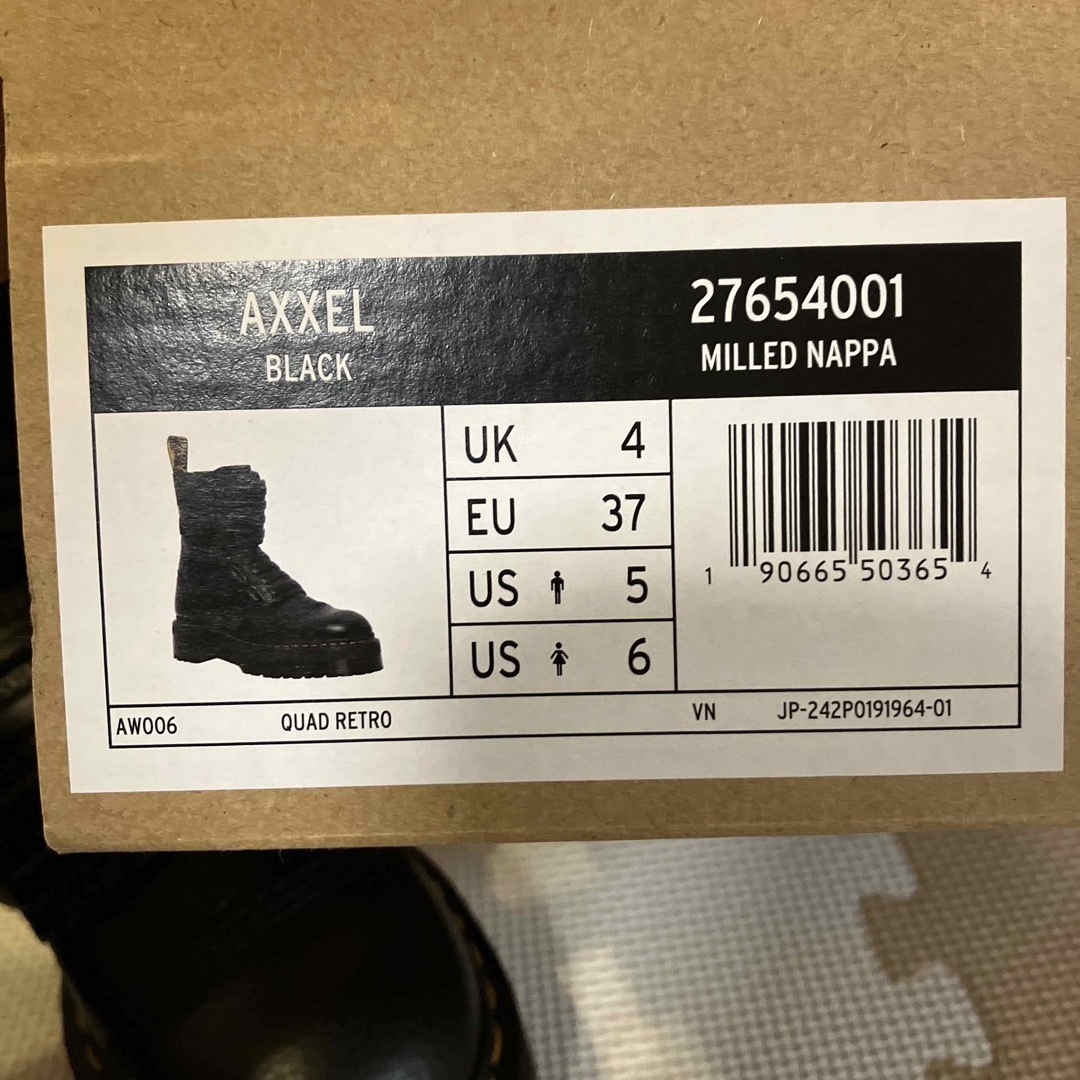 AXXEL
BLACK
27654001
MILLED NAPPA
UK 4
EU 37
US 5
US 6
1 90665 50365 4
AW006 QUAD RETRO VN JP-242P0191964-01